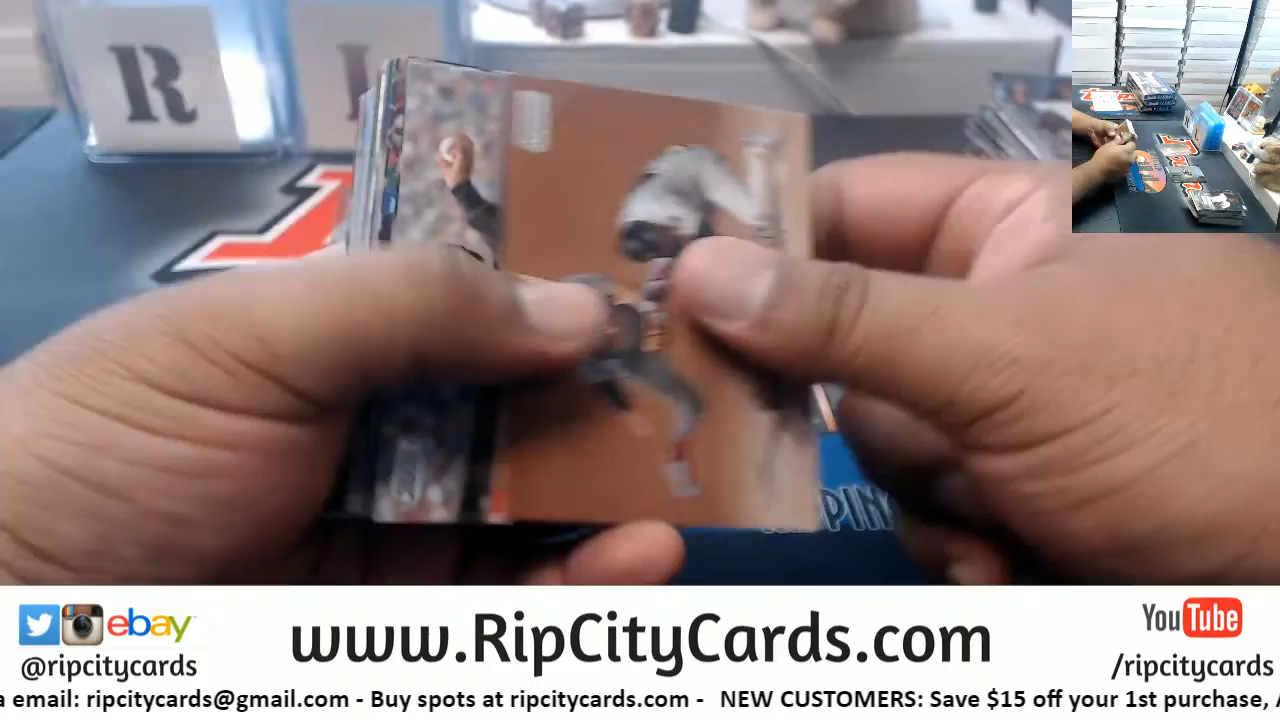 R
PIN
ebay
www.RipCityCards.com
YouTube
@ripcitycards
/ripcitycards
a email: ripcitycards@gmail.com - Buy spots at ripcitycards.com - NEW CUSTOMERS: Save $15 off your 1st purchase, A